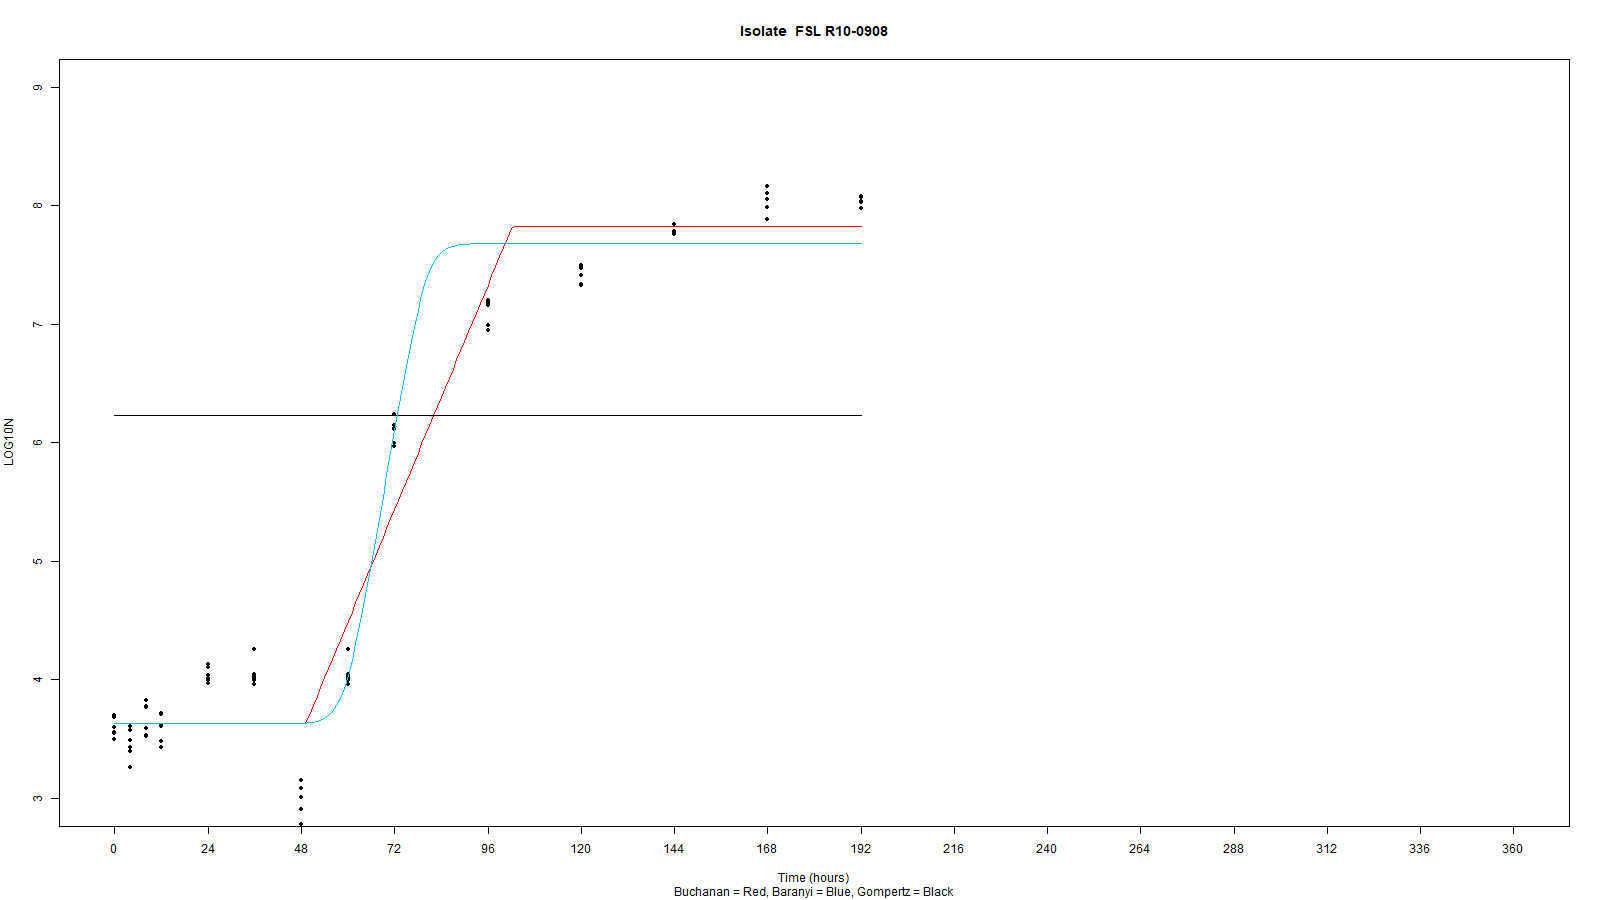 Isolate  FSL R10-0908
9
8
7
6
5
4
3
LOG10N
0 24 48 72 96 120 144 168 192 216 240 264 288 312 336 360
Time (hours)
Buchanan = Red, Baranyi = Blue, Gompertz = Black